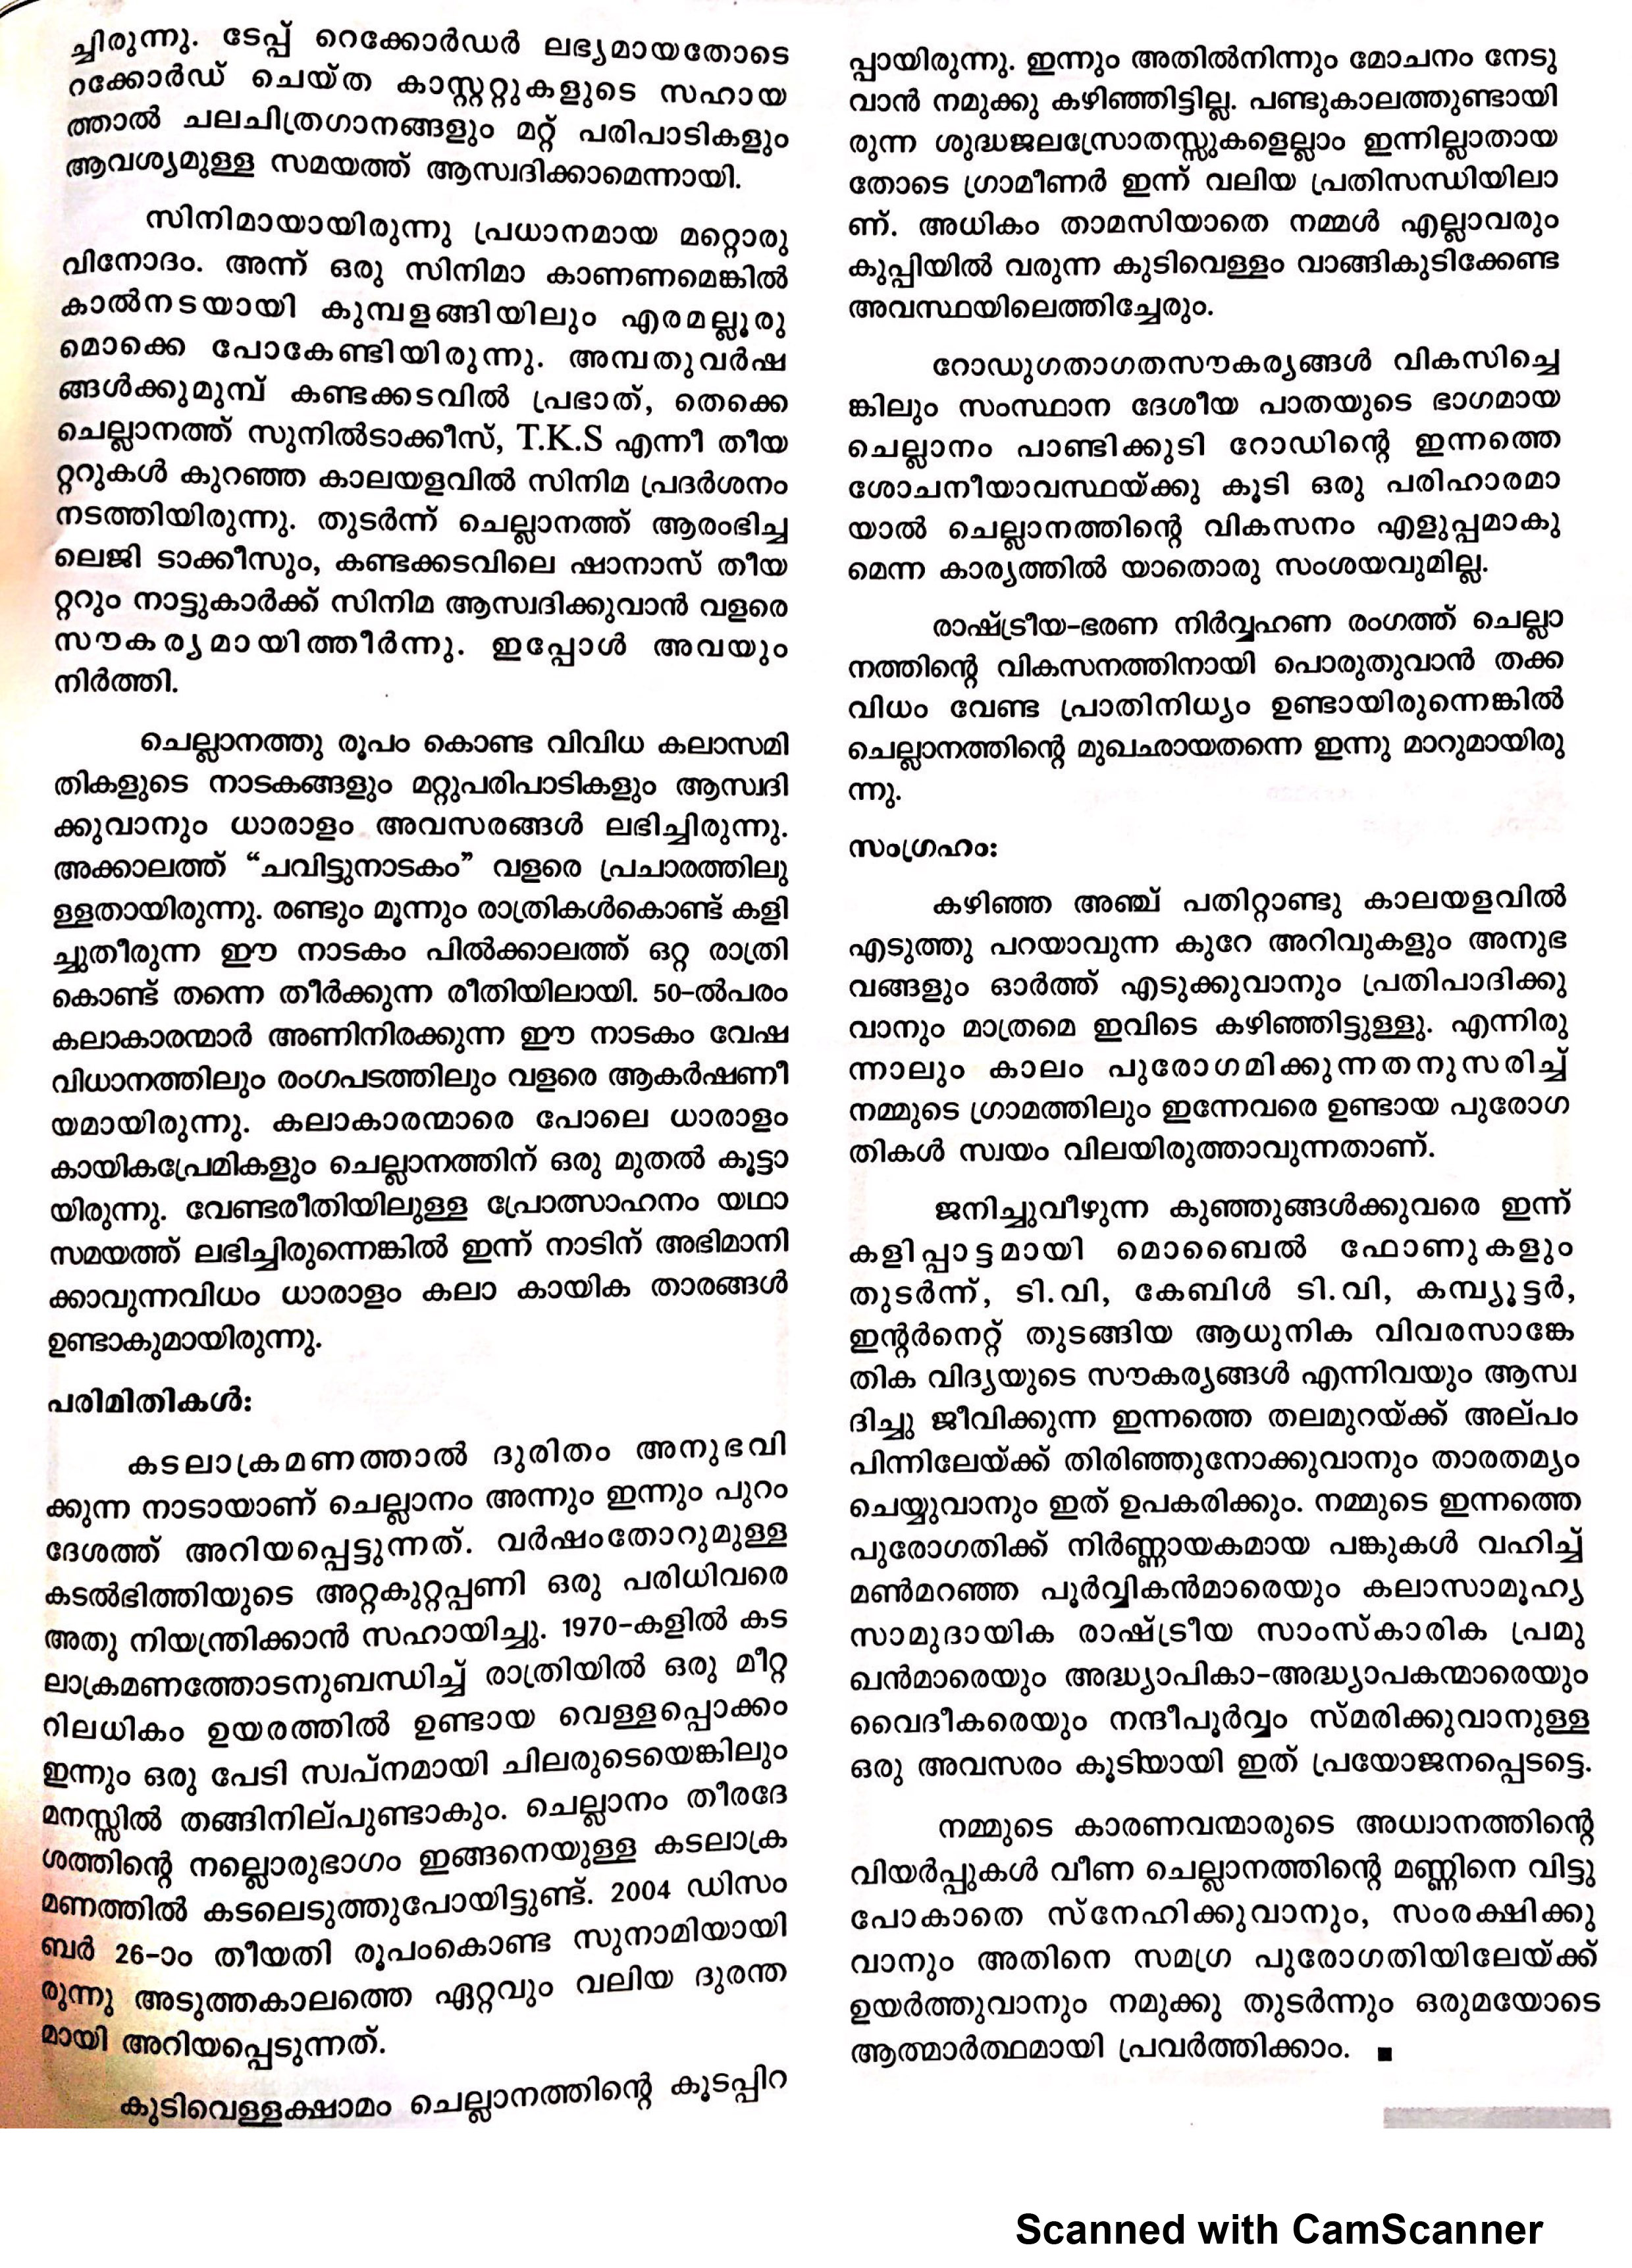 ച്ചിരുന്നു. ടേപ്പ് റെക്കോർഡർ ലഭ്യമായതോടെ
റക്കോർഡ് ചെയ്ത കാസ്റ്ററ്റുകളുടെ സഹായ
ത്താൽ ചലചിത്രഗാനങ്ങളും മറ്റ് പരിപാടികളും
ആവശ്യമുള്ള സമയത്ത് ആസ്വദിക്കാമെന്നായി.
സിനിമായായിരുന്നു പ്രധാനമായ മറ്റൊരു
വിനോദം. അന്ന് ഒരു സിനിമാ കാണണമെങ്കിൽ
കാൽനടയായി കുമ്പളങ്ങിയിലും എരമല്ലൂരു
മൊക്കെ പോകേണ്ടിയിരുന്നു. അമ്പതുവർഷ
ങ്ങൾക്കുമുമ്പ് കണ്ടക്കടവിൽ പ്രഭാത്, തെക്കെ
ചെല്ലാനത്ത് സുനിൽടാക്കീസ്, T.K.S എന്നീ തീയ
റ്ററുകൾ കുറഞ്ഞ കാലയളവിൽ സിനിമ പ്രദർശനം
നടത്തിയിരുന്നു. തുടർന്ന് ചെല്ലാനത്ത് ആരംഭിച്ച
ലെജി ടാക്കീസും, കണ്ടക്കടവിലെ ഷാനാസ് തീയ
റ്ററും നാട്ടുകാർക്ക് സിനിമ ആസ്വദിക്കുവാൻ വളരെ
സൗകര്യമായിത്തീർന്നു. ഇപ്പോൾ അവയും
നിർത്തി.
ചെല്ലാനത്തു രൂപം കൊണ്ട വിവിധ കലാസമി
തികളുടെ നാടകങ്ങളും മറ്റുപരിപാടികളും ആസ്വദി
ക്കുവാനും ധാരാളം അവസരങ്ങൾ ലഭിച്ചിരുന്നു.
അക്കാലത്ത് “ചവിട്ടുനാടകം” വളരെ പ്രചാരത്തിലു
ള്ളതായിരുന്നു. രണ്ടും മൂന്നും രാത്രികൾകൊണ്ട് കളി
ച്ചുതീരുന്ന ഈ നാടകം പിൽക്കാലത്ത് ഒറ്റ രാത്രി
കൊണ്ട് തന്നെ തീർക്കുന്ന രീതിയിലായി. 50-ൽപരം
കലാകാരന്മാർ അണിനിരക്കുന്ന ഈ നാടകം വേഷ
വിധാനത്തിലും രംഗപടത്തിലും വളരെ ആകർഷണീ
യമായിരുന്നു. കലാകാരന്മാരെ പോലെ ധാരാളം
കായികപ്രേമികളും ചെല്ലാനത്തിന് ഒരു മുതൽ കൂട്ടാ
യിരുന്നു. വേണ്ടരീതിയിലുള്ള പ്രോത്സാഹനം യഥാ
സമയത്ത് ലഭിച്ചിരുന്നെങ്കിൽ ഇന്ന് നാടിന് അഭിമാനി
ക്കാവുന്നവിധം ധാരാളം കലാ കായിക താരങ്ങൾ
ഉണ്ടാകുമായിരുന്നു.
പരിമിതികൾ:
കടലാക്രമണത്താൽ ദുരിതം അനുഭവി
ക്കുന്ന നാടായാണ് ചെല്ലാനം അന്നും ഇന്നും പുറം
ദേശത്ത് അറിയപ്പെട്ടുന്നത്. വർഷംതോറുമുള്ള
കടൽഭിത്തിയുടെ അറ്റകുറ്റപ്പണി ഒരു പരിധിവരെ
അതു നിയന്ത്രിക്കാൻ സഹായിച്ചു. 1970-കളിൽ കട
ലാക്രമണത്തോടനുബന്ധിച്ച് രാത്രിയിൽ ഒരു മീറ്റ
റിലധികം ഉയരത്തിൽ ഉണ്ടായ വെള്ളപ്പൊക്കം
ഇന്നും ഒരു പേടി സ്വപ്നമായി ചിലരുടെയെങ്കിലും
മനസ്സിൽ തങ്ങിനില്പുണ്ടാകും. ചെല്ലാനം തീരദേ
ശത്തിന്റെ നല്ലൊരുഭാഗം ഇങ്ങനെയുള്ള കടലാക്ര
മണത്തിൽ കടലെടുത്തുപോയിട്ടുണ്ട്. 2004 ഡിസം
ബർ 26-ാം തീയതി രൂപംകൊണ്ട സുനാമിയായി
രുന്നു അടുത്തകാലത്തെ ഏറ്റവും വലിയ ദുരന്ത
മായി അറിയപ്പെടുന്നത്.
കുടിവെള്ളക്ഷാമം ചെല്ലാനത്തിന്റെ കൂടപ്പിറ
പ്പായിരുന്നു. ഇന്നും അതിൽനിന്നും മോചനം നേടു
വാൻ നമുക്കു കഴിഞ്ഞിട്ടില്ല. പണ്ടുകാലത്തുണ്ടായി
രുന്ന ശുദ്ധജലസ്രോതസ്സുകളെല്ലാം ഇന്നില്ലാതായ
തോടെ ഗ്രാമീണർ ഇന്ന് വലിയ പ്രതിസന്ധിയിലാ
ണ്. അധികം താമസിയാതെ നമ്മൾ എല്ലാവരും
കുപ്പിയിൽ വരുന്ന കുടിവെള്ളം വാങ്ങികുടിക്കേണ്ട
അവസ്ഥയിലെത്തിച്ചേരും.
റോഡുഗതാഗതസൗകര്യങ്ങൾ വികസിച്ചെ
ങ്കിലും സംസ്ഥാന ദേശീയ പാതയുടെ ഭാഗമായ
ചെല്ലാനം പാണ്ടിക്കുടി റോഡിന്റെ ഇന്നത്തെ
ശോചനീയാവസ്ഥയ്ക്കു കൂടി ഒരു പരിഹാരമാ
യാൽ ചെല്ലാനത്തിന്റെ വികസനം എളുപ്പമാകു
മെന്ന കാര്യത്തിൽ യാതൊരു സംശയവുമില്ല.
രാഷ്ട്രീയ-ഭരണ നിർവ്വഹണ രംഗത്ത് ചെല്ലാ
നത്തിന്റെ വികസനത്തിനായി പൊരുതുവാൻ തക്ക
വിധം വേണ്ട പ്രാതിനിധ്യം ഉണ്ടായിരുന്നെങ്കിൽ
ചെല്ലാനത്തിന്റെ മുഖഛായതന്നെ ഇന്നു മാറുമായിരു
ന്നു.
സംഗ്രഹം:
കഴിഞ്ഞ അഞ്ച് പതിറ്റാണ്ടു കാലയളവിൽ
എടുത്തു പറയാവുന്ന കുറേ അറിവുകളും അനുഭ
വങ്ങളും ഓർത്ത് എടുക്കുവാനും പ്രതിപാദിക്കു
വാനും മാത്രമെ ഇവിടെ കഴിഞ്ഞിട്ടുള്ളു. എന്നിരു
ന്നാലും കാലം പുരോഗമിക്കുന്നതനുസരിച്ച്
നമ്മുടെ ഗ്രാമത്തിലും ഇന്നേവരെ ഉണ്ടായ പുരോഗ
തികൾ സ്വയം വിലയിരുത്താവുന്നതാണ്.
ജനിച്ചുവീഴുന്ന കുഞ്ഞുങ്ങൾക്കുവരെ ഇന്ന്
കളിപ്പാട്ടമായി മൊബൈൽ ഫോണുകളും
തുടർന്ന്, ടി.വി, കേബിൾ ടി.വി, കമ്പ്യൂട്ടർ,
ഇന്റർനെറ്റ് തുടങ്ങിയ ആധുനിക വിവരസാങ്കേ
തിക വിദ്യയുടെ സൗകര്യങ്ങൾ എന്നിവയും ആസ്വ
ദിച്ചു ജീവിക്കുന്ന ഇന്നത്തെ തലമുറയ്ക്ക് അല്പം
പിന്നിലേയ്ക്ക് തിരിഞ്ഞുനോക്കുവാനും താരതമ്യം
ചെയ്യുവാനും ഇത് ഉപകരിക്കും. നമ്മുടെ ഇന്നത്തെ
പുരോഗതിക്ക് നിർണ്ണായകമായ പങ്കുകൾ വഹിച്ച്
മൺമറഞ്ഞ പൂർവ്വികൻമാരെയും കലാസാമൂഹ്യ
സാമുദായിക രാഷ്ട്രീയ സാംസ്കാരിക പ്രമു
ഖൻമാരെയും അദ്ധ്യാപികാ-അദ്ധ്യാപകന്മാരെയും
വൈദീകരെയും നന്ദീപൂർവ്വം സ്മരിക്കുവാനുള്ള
ഒരു അവസരം കൂടിയായി ഇത് പ്രയോജനപ്പെടട്ടെ.
നമ്മുടെ കാരണവന്മാരുടെ അധ്വാനത്തിന്റെ
വിയർപ്പുകൾ വീണ ചെല്ലാനത്തിന്റെ മണ്ണിനെ വിട്ടു
പോകാതെ സ്നേഹിക്കുവാനും, സംരക്ഷിക്കു
വാനും അതിനെ സമഗ്ര പുരോഗതിയിലേയ്ക്ക്
ഉയർത്തുവാനും നമുക്കു തുടർന്നും ഒരുമയോടെ
ആത്മാർത്ഥമായി പ്രവർത്തിക്കാം. ■
Scanned with CamScanner